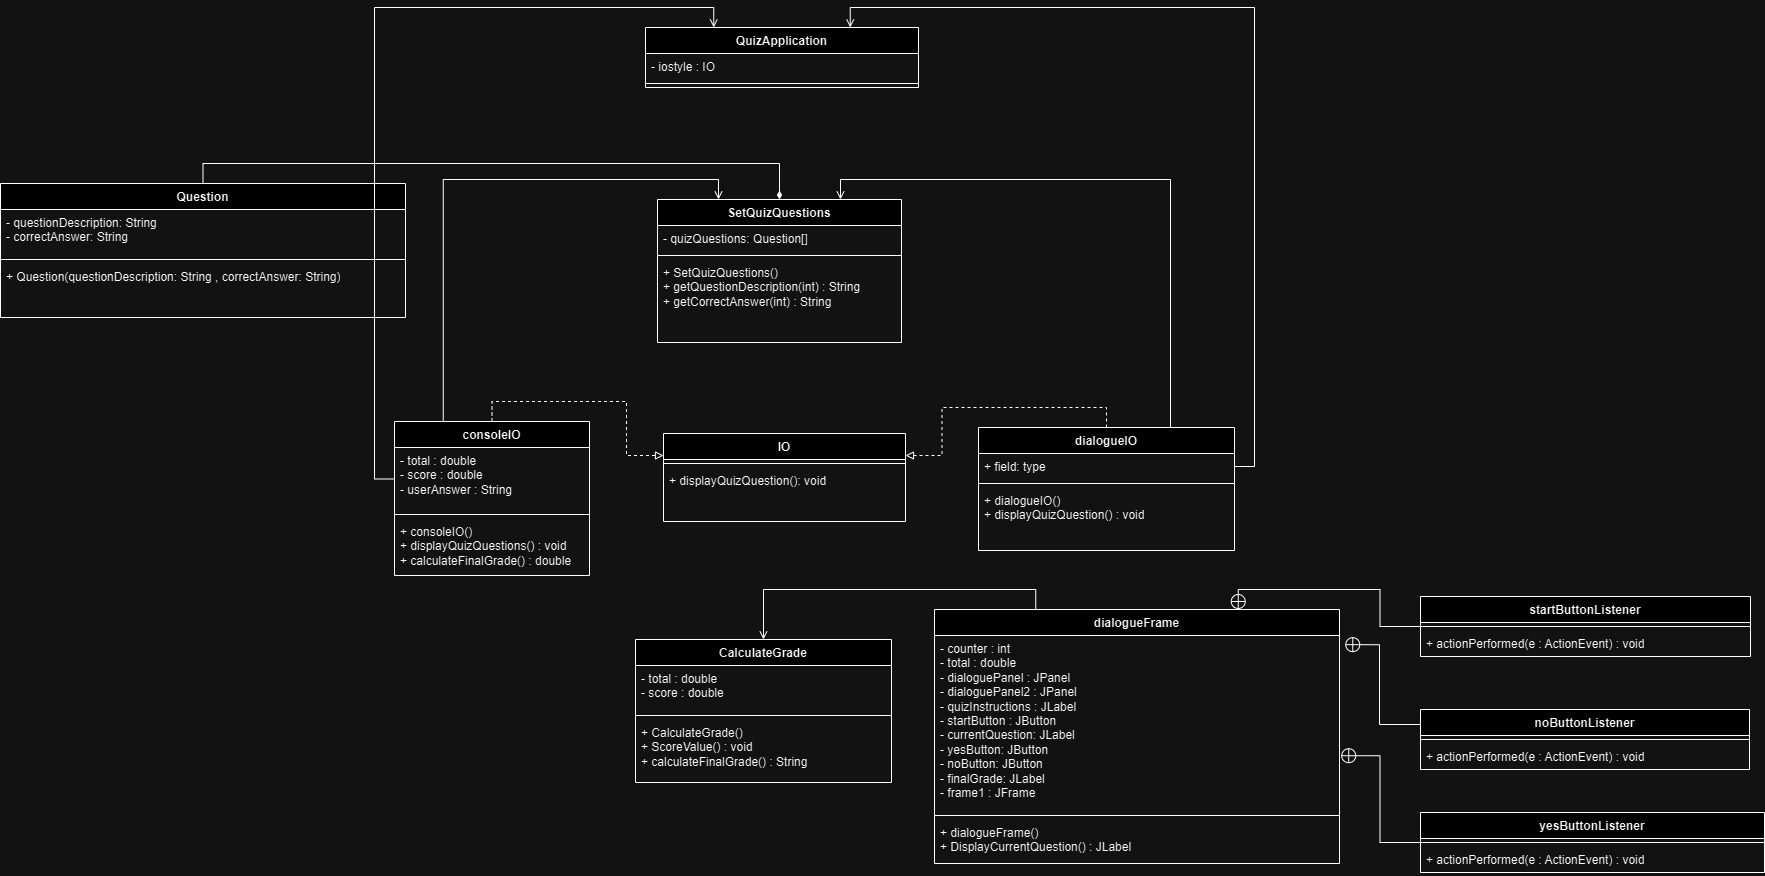 QuizApplication
- iostyle : IO
Question
- questionDescription: String
- correctAnswer: String
+ Question(questionDescription: String , correctAnswer: String)
SetQuizQuestions
- quizQuestions: Question[]
+ SetQuizQuestions()
+ getQuestionDescription(int) : String
+ getCorrectAnswer(int) : String
consoleIO
- total : double
- score : double
- userAnswer : String
+ consoleIO()
+ displayQuizQuestions() : void
+ calculateFinalGrade() : double
IO
+ displayQuizQuestion(): void
dialogueIO
+ field: type
+ dialogueIO()
+ displayQuizQuestion() : void
CalculateGrade
- total : double
- score : double
+ CalculateGrade()
+ ScoreValue() : void
+ calculateFinalGrade() : String
dialogueFrame
- counter : int
- total : double
- dialoguePanel : JPanel
- dialoguePanel2 : JPanel
- quizInstructions : JLabel
- startButton : JButton
- currentQuestion: JLabel
- yesButton: JButton
- noButton: JButton
- finalGrade: JLabel
- frame1 : JFrame
+ dialogueFrame()
+ DisplayCurrentQuestion() : JLabel
startButtonListener
+ actionPerformed(e : ActionEvent) : void
noButtonListener
+ actionPerformed(e : ActionEvent) : void
yesButtonListener
+ actionPerformed(e : ActionEvent) : void